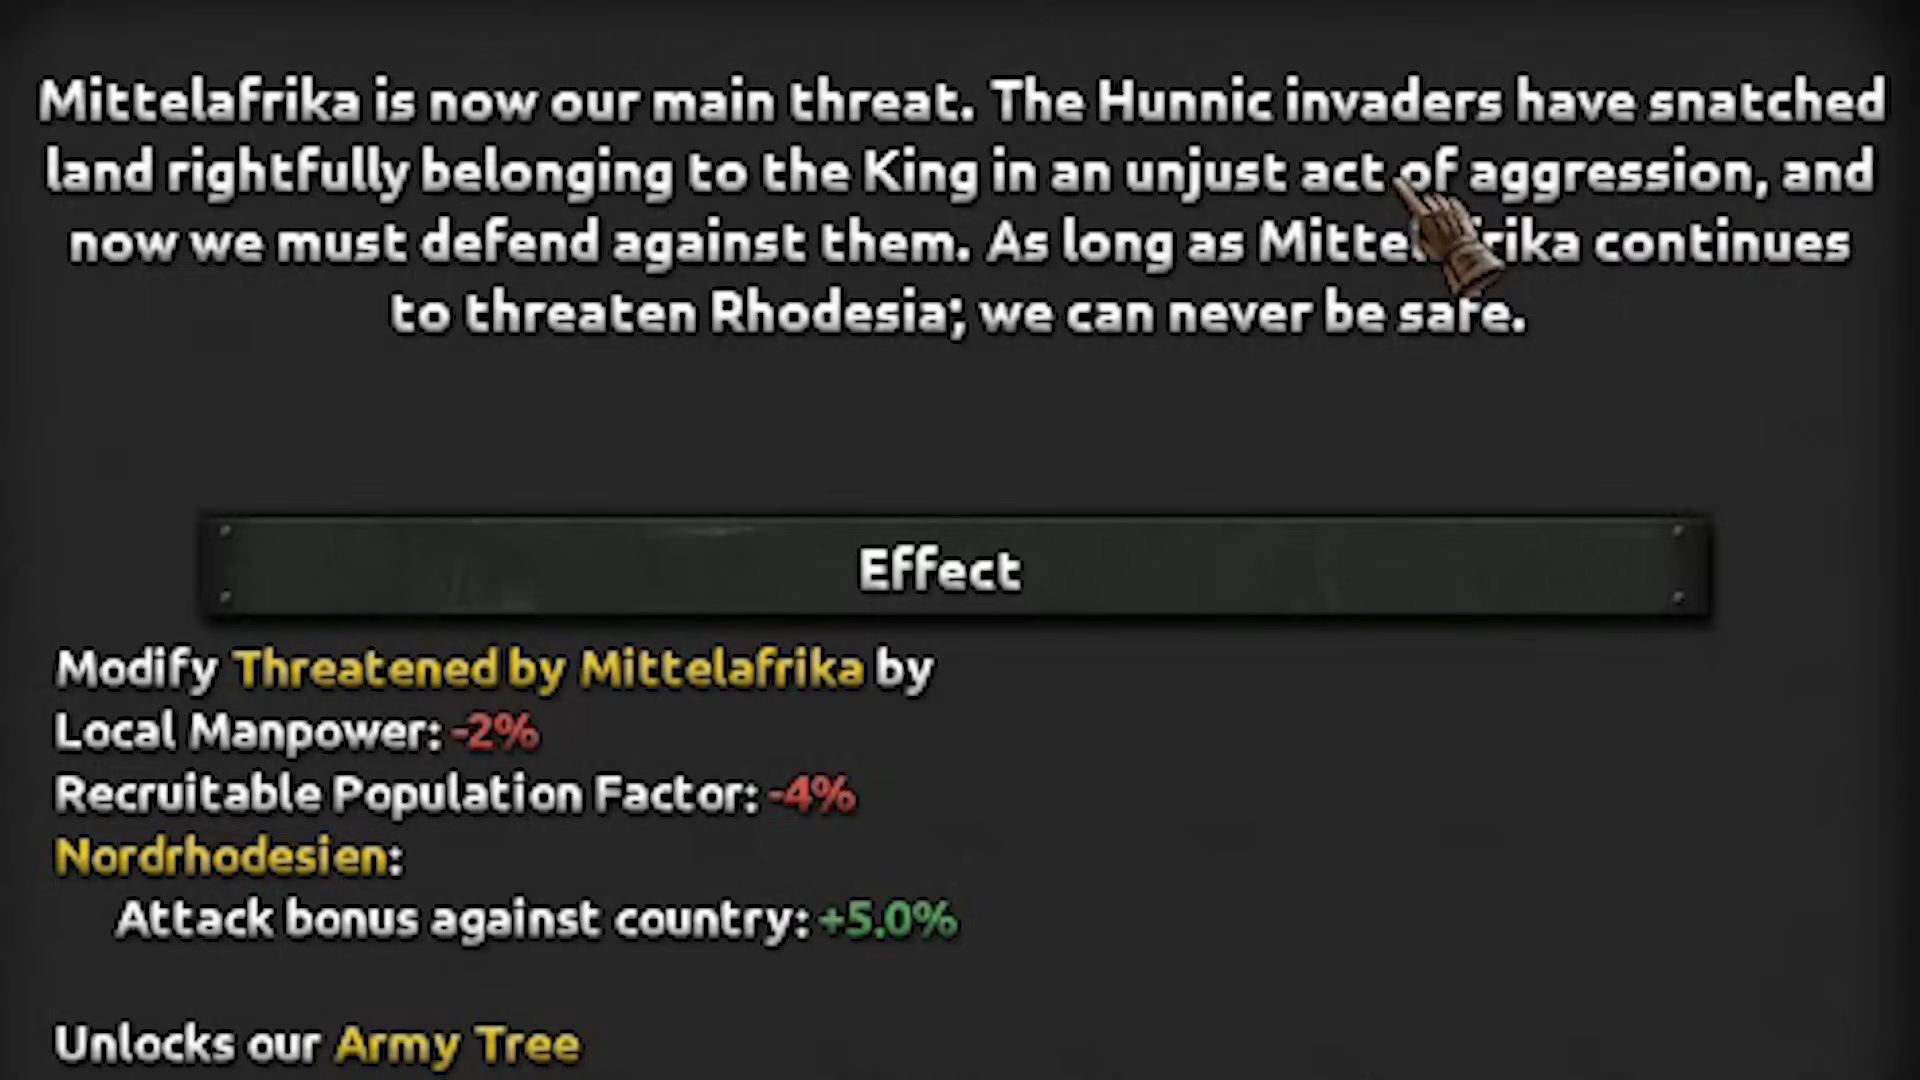 Mittelafrika is now our main threat. The Hunnic invaders have snatched
land rightfully belonging to the King in an unjust act of aggression, and
now we must defend against them. As long as Mittelafrika continues
to threaten Rhodesia; we can never be safe.
Effect
Modify Threatened by Mittelafrika by
Local Manpower: -2%
Recruitable Population Factor: -4%
Nordrhodesien:
Attack bonus against country: +5.0%
Unlocks our Army Tree